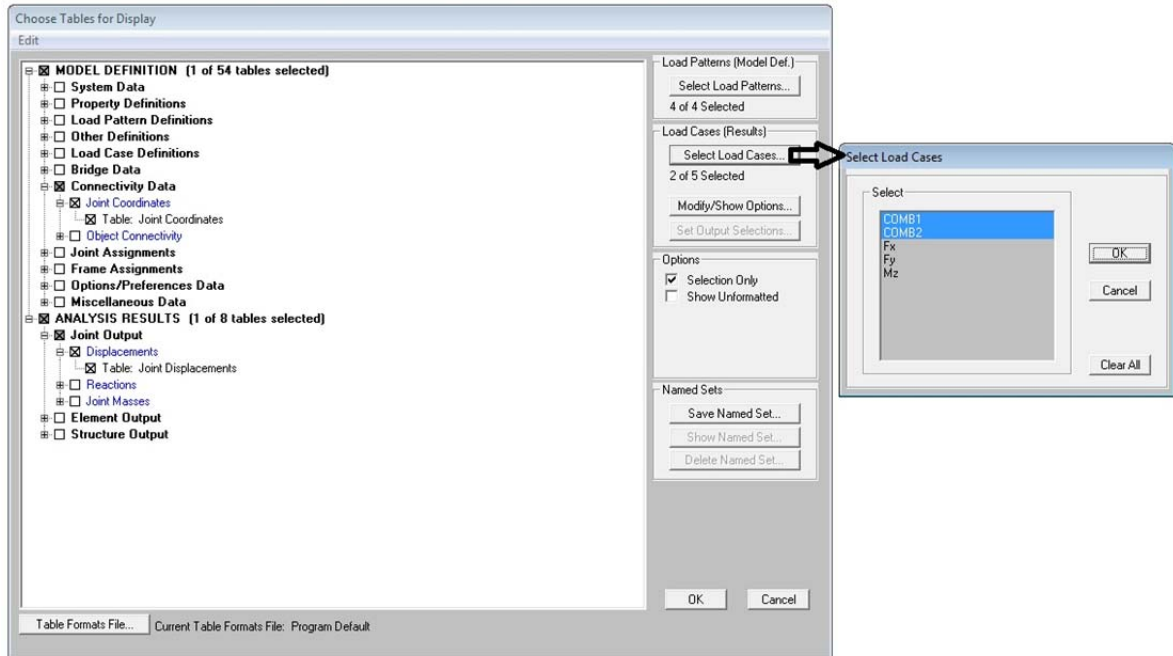 Choose Tables for Display
Edit
MODEL DEFINITION (1 of 54 tables selected)
System Data
Property Definitions
Load Pattern Definitions
Other Definitions
Load Case Definitions
Bridge Data
Connectivity Data
Joint Coordinates
Table: Joint Coordinates
Object Connectivity
Joint Assignments
Frame Assignments
Options/Preferences Data
Miscellaneous Data
ANALYSIS RESULTS (1 of 8 tables selected)
Joint Output
Displacements
Table: Joint Displacements
Reactions
Joint Masses
Element Output
Structure Output
Table Formats File...
Current Table Formats File: Program Default
Load Patterns (Model Def.)
Select Load Patterns...
4 of 4 Selected
Load Cases (Results)
Select Load Cases...
2 of 5 Selected
Modify/Show Options...
Set Output Selections...
Options
Selection Only
Show Unformatted
Named Sets
Save Named Set...
Show Named Set...
Delete Named Set...
OK
Cancel
Select Load Cases
Select
COMB1
COMB2
Fx
Fy
Mz
OK
Cancel
Clear All